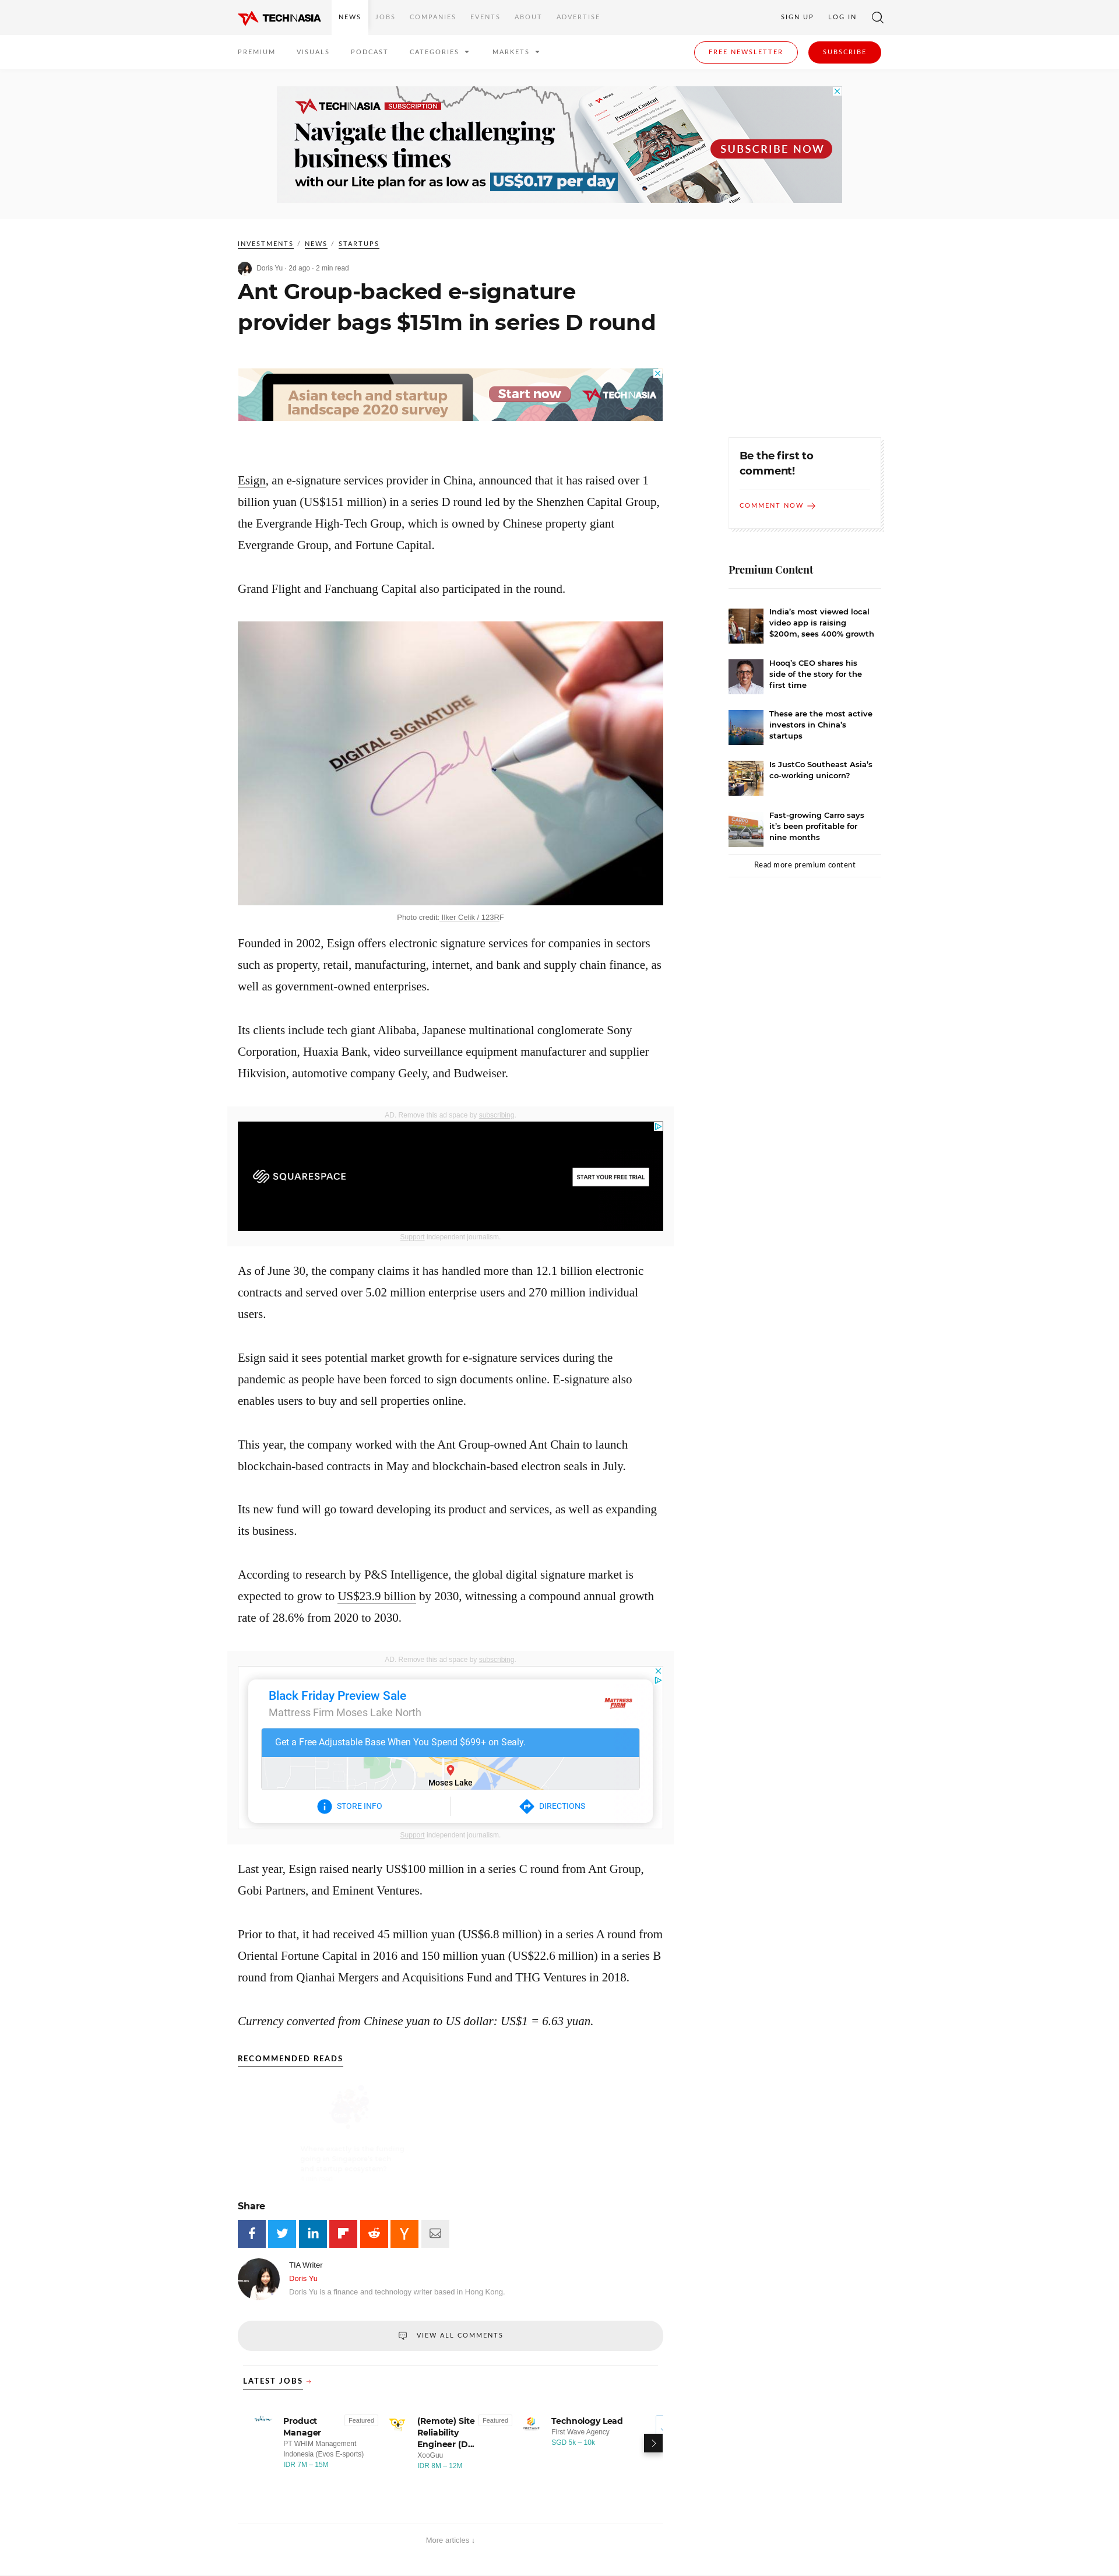 TECHINASIA
NEWS
JOBS
COMPANIES
EVENTS
ABOUT
ADVERTISE
SIGN UP
LOG IN
PREMIUM
VISUALS
PODCAST
CATEGORIES
MARKETS
FREE NEWSLETTER
SUBSCRIBE
TECHINASIA SUBSCRIPTION
Navigate the challenging
business times
with our Lite plan for as low as US$0.17 per day
Premium Content
SUBSCRIBE NOW
INVESTMENTS / NEWS / STARTUPS
Doris Yu · 2d ago · 2 min read
Ant Group-backed e-signature
provider bags $151m in series D round
Asian tech and startup
landscape 2020 survey
Start now
TECHINASIA
Esign, an e-signature services provider in China, announced that it has raised over 1
billion yuan (US$151 million) in a series D round led by the Shenzhen Capital Group,
the Evergrande High-Tech Group, which is owned by Chinese property giant
Evergrande Group, and Fortune Capital.
Grand Flight and Fanchuang Capital also participated in the round.
DIGITAL SIGNATURE
Photo credit: Ilker Celik / 123RF
Founded in 2002, Esign offers electronic signature services for companies in sectors
such as property, retail, manufacturing, internet, and bank and supply chain finance, as
well as government-owned enterprises.
Its clients include tech giant Alibaba, Japanese multinational conglomerate Sony
Corporation, Huaxia Bank, video surveillance equipment manufacturer and supplier
Hikvision, automotive company Geely, and Budweiser.
AD. Remove this ad space by subscribing.
SQUARESPACE
START YOUR FREE TRIAL
Support independent journalism.
As of June 30, the company claims it has handled more than 12.1 billion electronic
contracts and served over 5.02 million enterprise users and 270 million individual
users.
Esign said it sees potential market growth for e-signature services during the
pandemic as people have been forced to sign documents online. E-signature also
enables users to buy and sell properties online.
This year, the company worked with the Ant Group-owned Ant Chain to launch
blockchain-based contracts in May and blockchain-based electron seals in July.
Its new fund will go toward developing its product and services, as well as expanding
its business.
According to research by P&S Intelligence, the global digital signature market is
expected to grow to US$23.9 billion by 2030, witnessing a compound annual growth
rate of 28.6% from 2020 to 2030.
AD. Remove this ad space by subscribing.
Black Friday Preview Sale
Mattress Firm Moses Lake North
MATTRESS FIRM
Get a Free Adjustable Base When You Spend $699+ on Sealy.
Moses Lake
STORE INFO
DIRECTIONS
Support independent journalism.
Last year, Esign raised nearly US$100 million in a series C round from Ant Group,
Gobi Partners, and Eminent Ventures.
Prior to that, it had received 45 million yuan (US$6.8 million) in a series A round from
Oriental Fortune Capital in 2016 and 150 million yuan (US$22.6 million) in a series B
round from Qianhai Mergers and Acquisitions Fund and THG Ventures in 2018.
Currency converted from Chinese yuan to US dollar: US$1 = 6.63 yuan.
RECOMMENDED READS
Share
TIA Writer
Doris Yu
Doris Yu is a finance and technology writer based in Hong Kong.
VIEW ALL COMMENTS
LATEST JOBS
Product
Manager
Featured
PT WHIM Management
Indonesia (Evos E-sports)
IDR 7M – 15M
(Remote) Site
Reliability
Engineer (D...
Featured
XooGuu
IDR 8M – 12M
Technology Lead
First Wave Agency
SGD 5k – 10k
More articles ↓
Be the first to
comment!
COMMENT NOW
Premium Content
India's most viewed local
video app is raising
$200m, sees 400% growth
Hooq's CEO shares his
side of the story for the
first time
These are the most active
investors in China's
startups
Is JustCo Southeast Asia's
co-working unicorn?
Fast-growing Carro says
it's been profitable for
nine months
Read more premium content